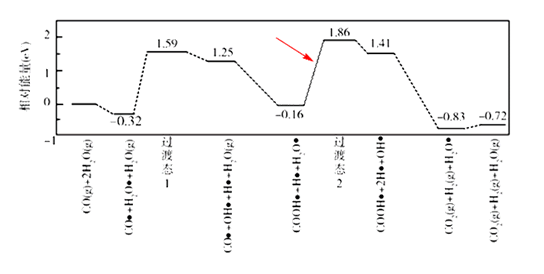 相对能量(eV)
2
1
0
−1
−0.32
1.59
1.25
−0.16
1.86
1.41
−0.83
−0.72
CO(g)+2H₂O(g)
CO●+H₂O●+H₂O(g)
过渡态1
CO●+OH●+H●+H₂O(g)
COOH●+H●+H₂O●
过渡态2
COOH●+2H●+OH●
CO₂(g)+H₂(g)+H₂O●
CO₂(g)+H₂(g)+H₂O(g)